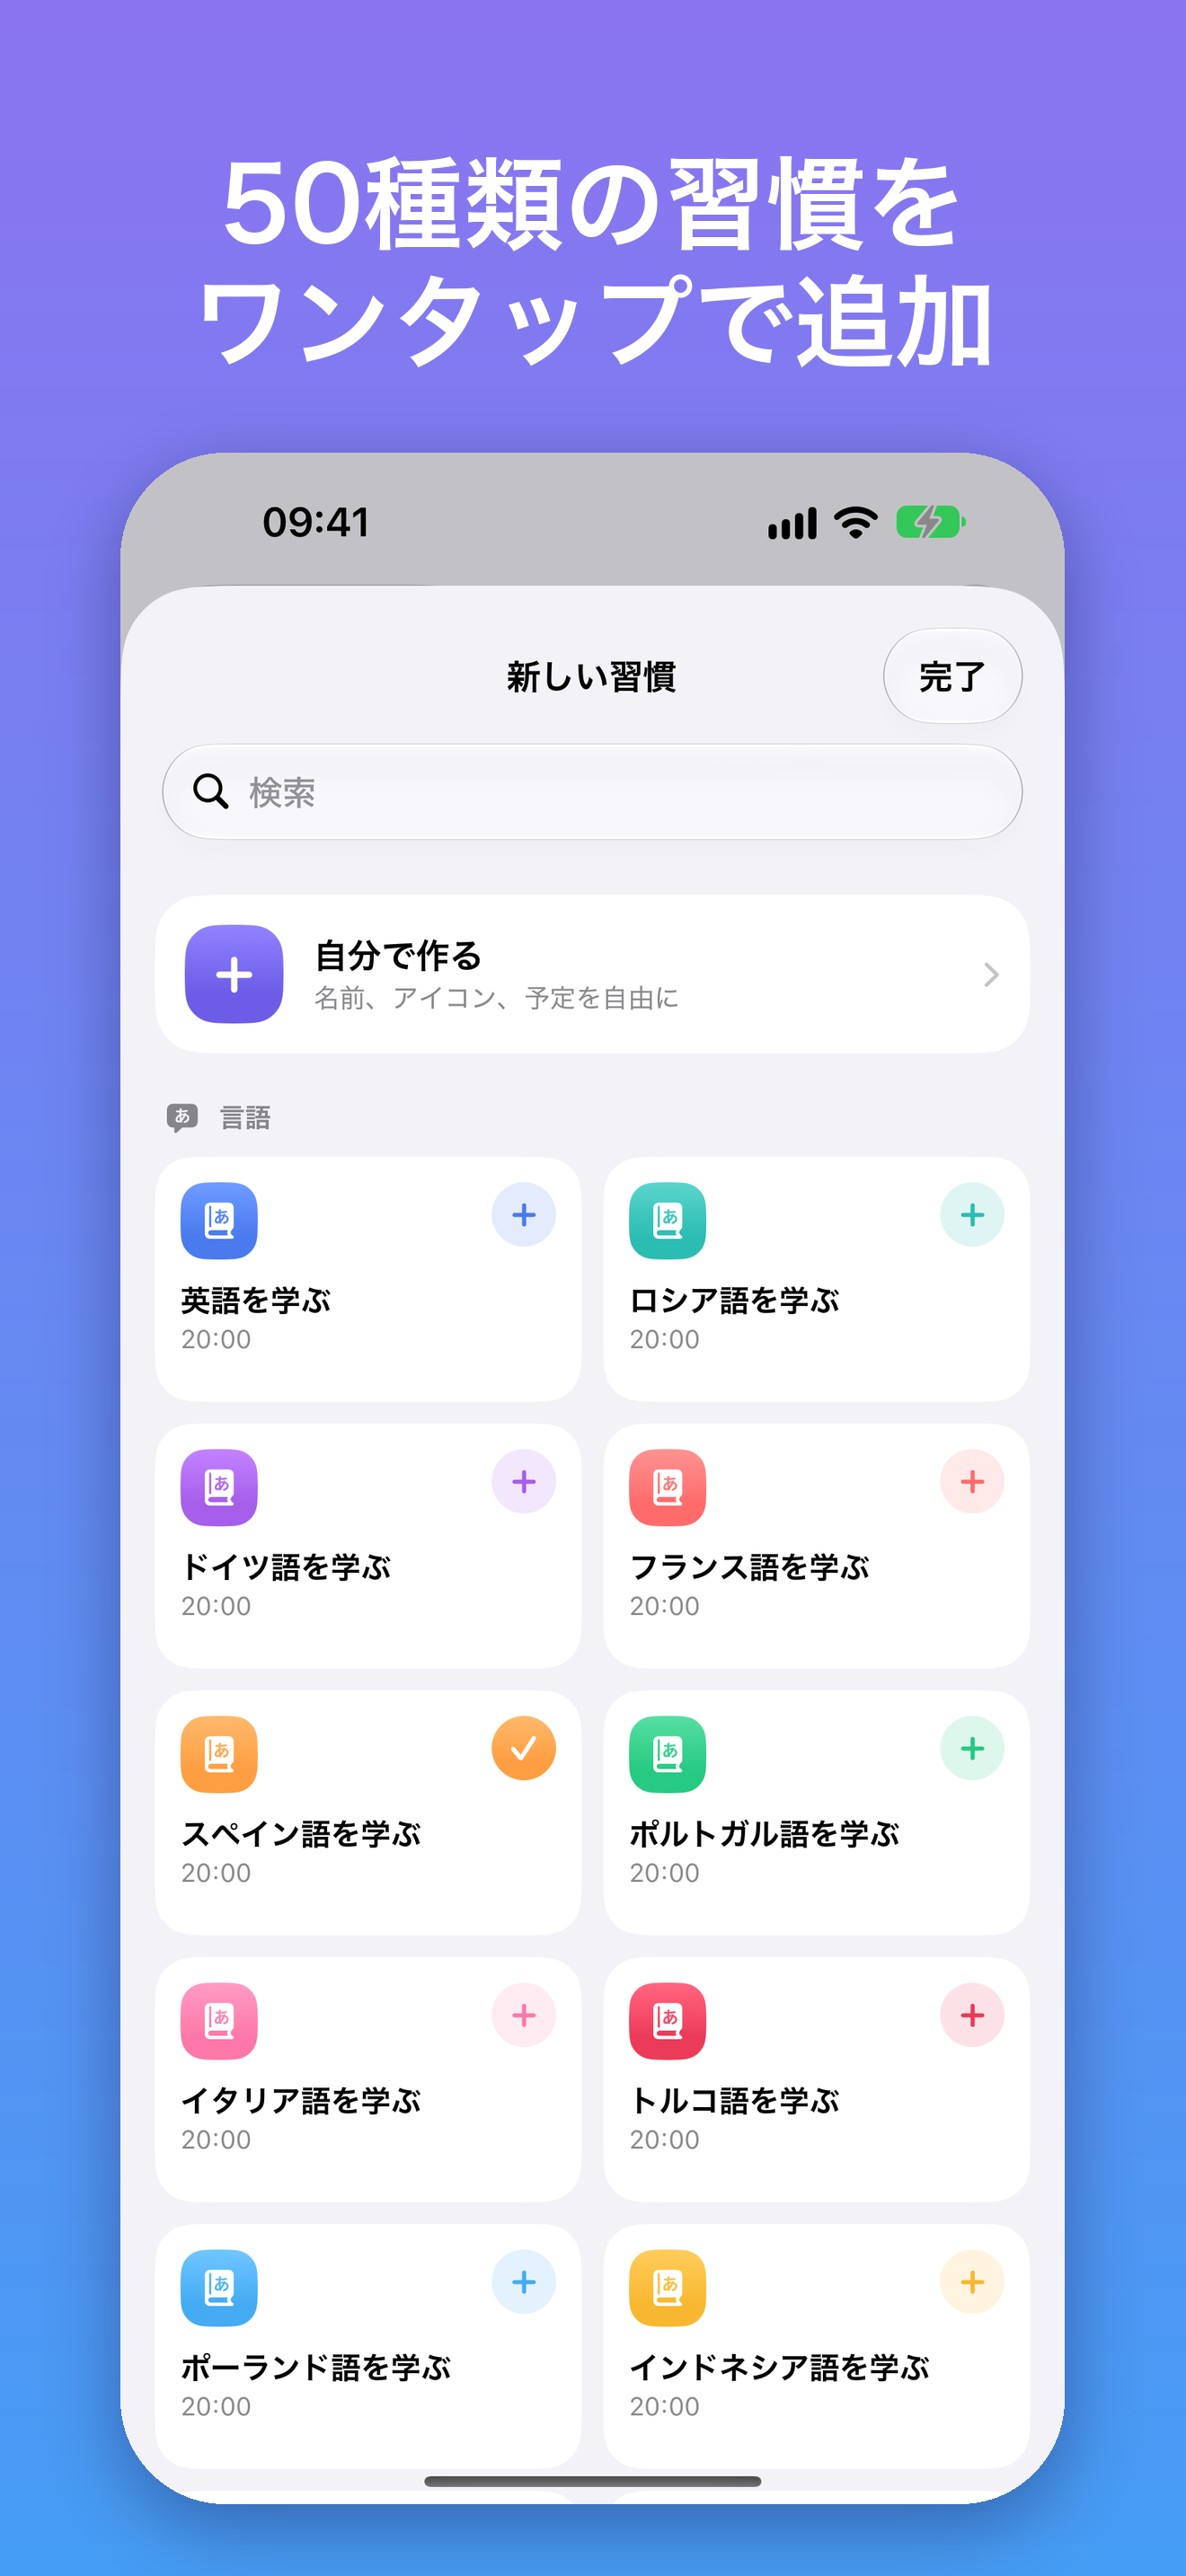 50種類の習慣を
ワンタップで追加
09:41
新しい習慣
完了
検索
自分で作る
名前、アイコン、予定を自由に
あ 言語
あ
英語を学ぶ
20:00
あ
ロシア語を学ぶ
20:00
あ
ドイツ語を学ぶ
20:00
あ
フランス語を学ぶ
20:00
あ
スペイン語を学ぶ
20:00
あ
ポルトガル語を学ぶ
20:00
あ
イタリア語を学ぶ
20:00
あ
トルコ語を学ぶ
20:00
あ
ポーランド語を学ぶ
20:00
あ
インドネシア語を学ぶ
20:00